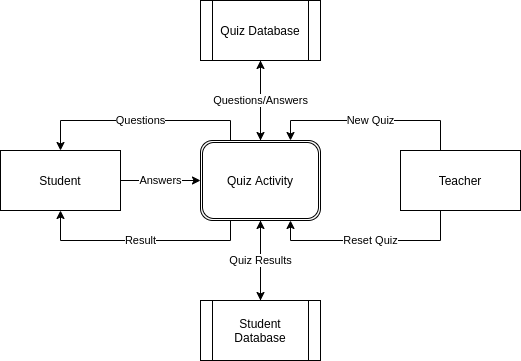 Quiz Database
Questions/Answers
Questions
New Quiz
Student
Answers
Quiz Activity
Teacher
Result
Reset Quiz
Quiz Results
Student
Database